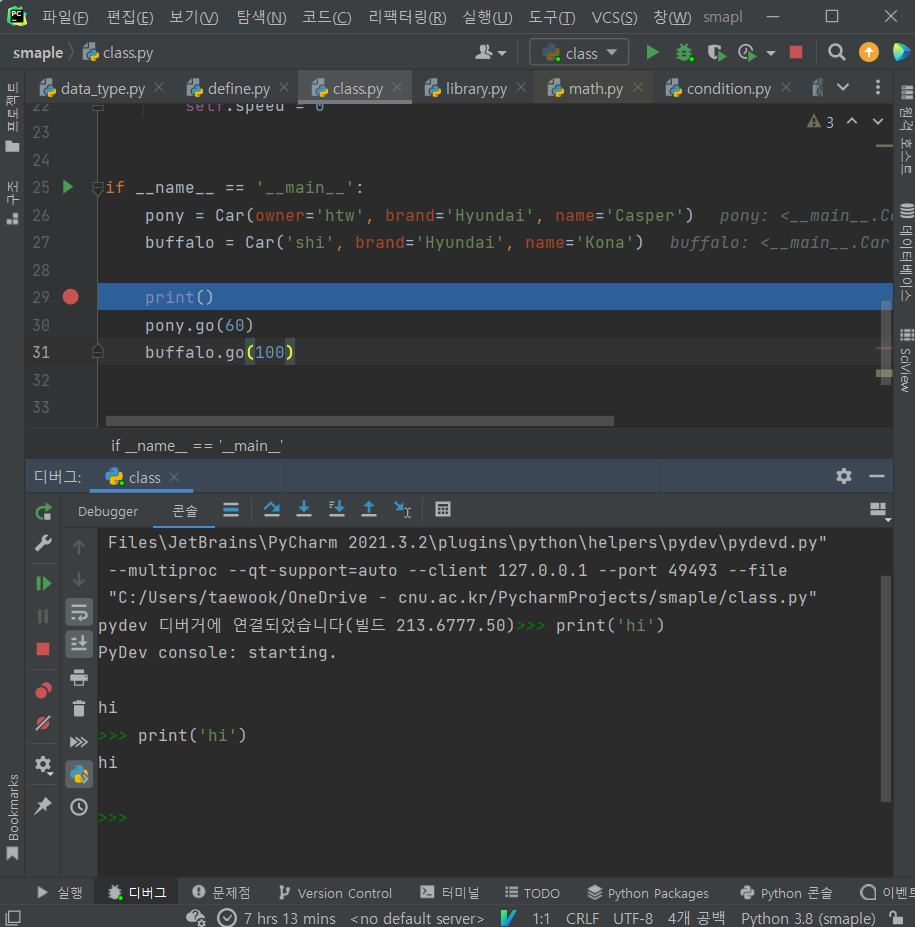 PC 파일(F) 편집(E) 보기(V) 탐색(N) 코드(C) 리팩터링(R) 실행(U) 도구(T) VCS(S) 창(W) smapl
smaple class.py class
data_type.py define.py class.py library.py math.py condition.py
프로젝트
구조
Bookmarks
22 self.speed = 0
23
24
25 if __name__ == '__main__':
26 pony = Car(owner='htw', brand='Hyundai', name='Casper') pony: <__main__.Ca
27 buffalo = Car('shi', brand='Hyundai', name='Kona') buffalo: <__main__.Car
28
29 print()
30 pony.go(60)
31 buffalo.go(100)
32
33
3
원격 호스트
데이터베이스
SciView
if __name__ == '__main__'
디버그: class
Debugger 콘솔
Files\JetBrains\PyCharm 2021.3.2\plugins\python\helpers\pydev\pydevd.py"
--multiproc --qt-support=auto --client 127.0.0.1 --port 49493 --file
"C:/Users/taewook/OneDrive - cnu.ac.kr/PycharmProjects/smaple/class.py"
pydev 디버거에 연결되었습니다(빌드 213.6777.50)>>> print('hi')
PyDev console: starting.
hi
>>> print('hi')
hi
>>>
실행 디버그 문제점 Version Control 터미널 TODO Python Packages Python 콘솔 이벤트
7 hrs 13 mins <no default server> 1:1 CRLF UTF-8 4개 공백 Python 3.8 (smaple)